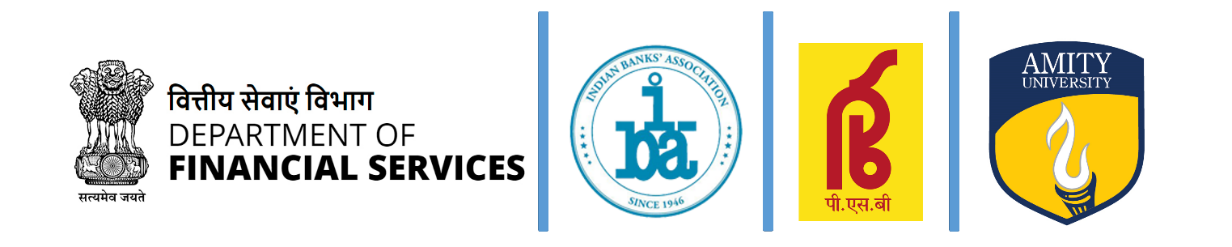 वित्तीय सेवाएं विभाग
DEPARTMENT OF
FINANCIAL SERVICES
सत्यमेव जयते
INDIAN BANKS' ASSOCIATION
iba
SINCE 1946
पी.एस.बी
AMITY
UNIVERSITY